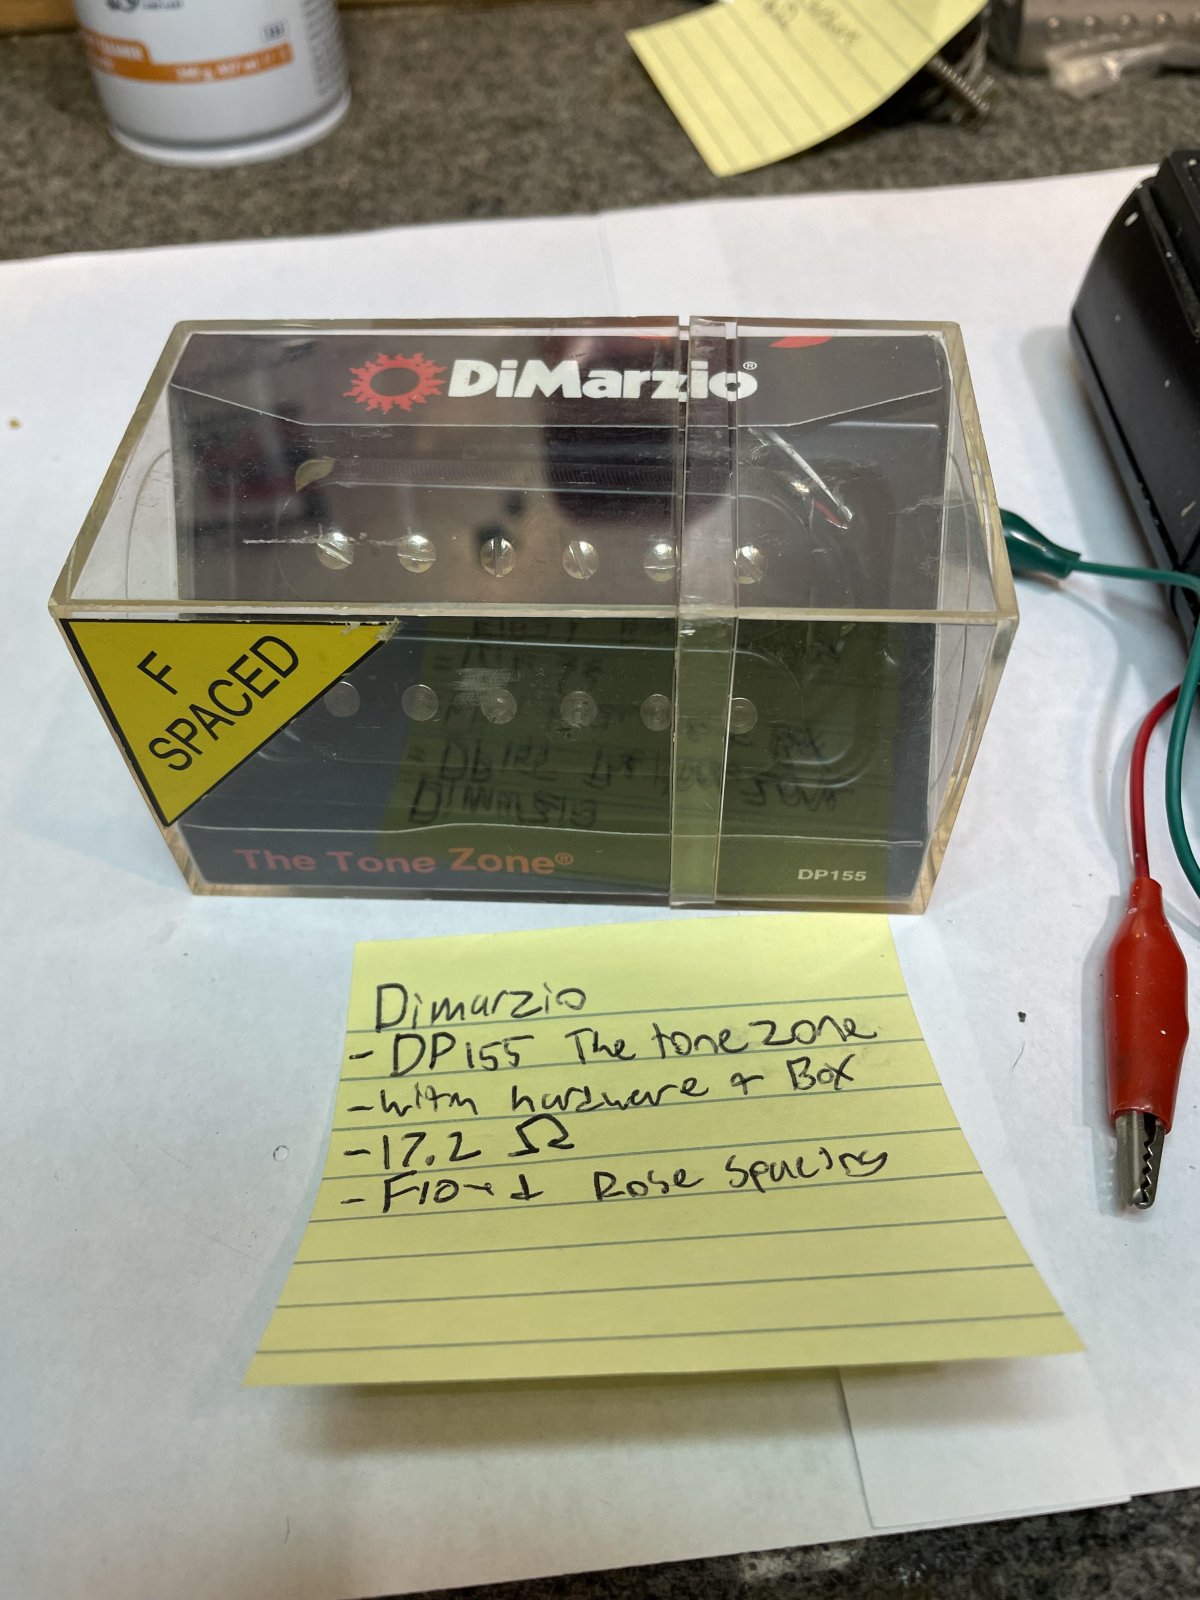 DiMarzio®
F
SPACED
The Tone Zone®
DP155
Dimarzio
- DP155 The tone zone
- with hardware + Box
- 17.2 Ω
- Floyd Rose spacing